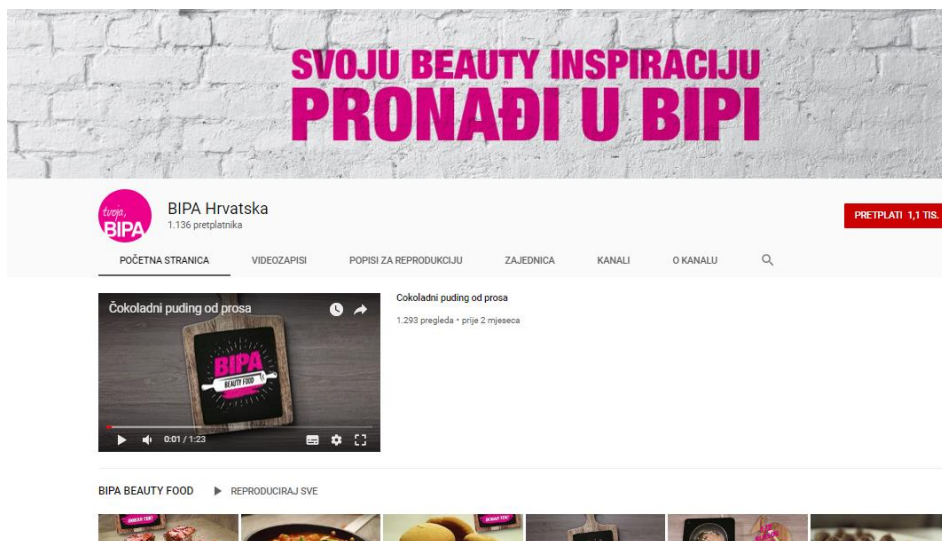 SVOJU BEAUTY INSPIRACIJU
PRONAĐI U BIPI
tvoja,
BIPA
BIPA Hrvatska
1.136 pretplatnika
PRETPLATI 1,1 TIS.
POČETNA STRANICA VIDEOZAPISI POPISI ZA REPRODUKCIJU ZAJEDNICA KANALI O KANALU
Čokoladni puding od prosa
BIPA
BEAUTY FOOD
0:01 / 1:23
Cokoladni puding od prosa
1.293 pregleda • prije 2 mjeseca
BIPA BEAUTY FOOD REPRODUCIRAJ SVE